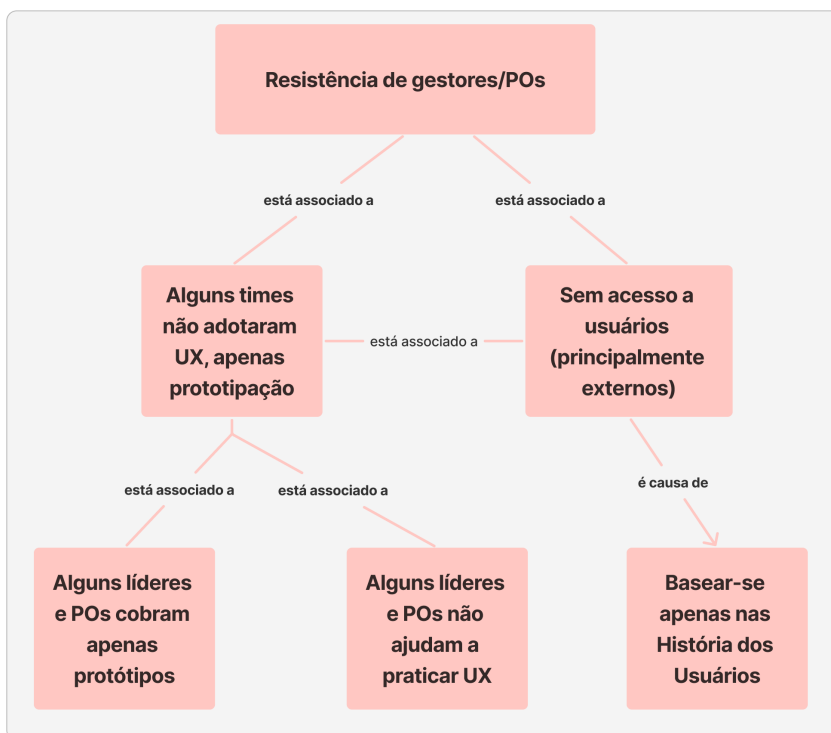 Resistência de gestores/POs
está associado a
está associado a
Alguns times
não adotaram
UX, apenas
prototipação
está associado a
Sem acesso a
usuários
(principalmente
externos)
está associado a
está associado a
é causa de
Alguns líderes
e POs cobram
apenas
protótipos
Alguns líderes
e POs não
ajudam a
praticar UX
Basear-se
apenas nas
História dos
Usuários